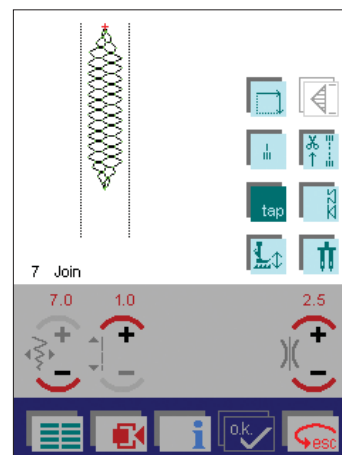 tap
7 Join
7.0 1.0 2.5
+ + +
− − −
i o.k. esc